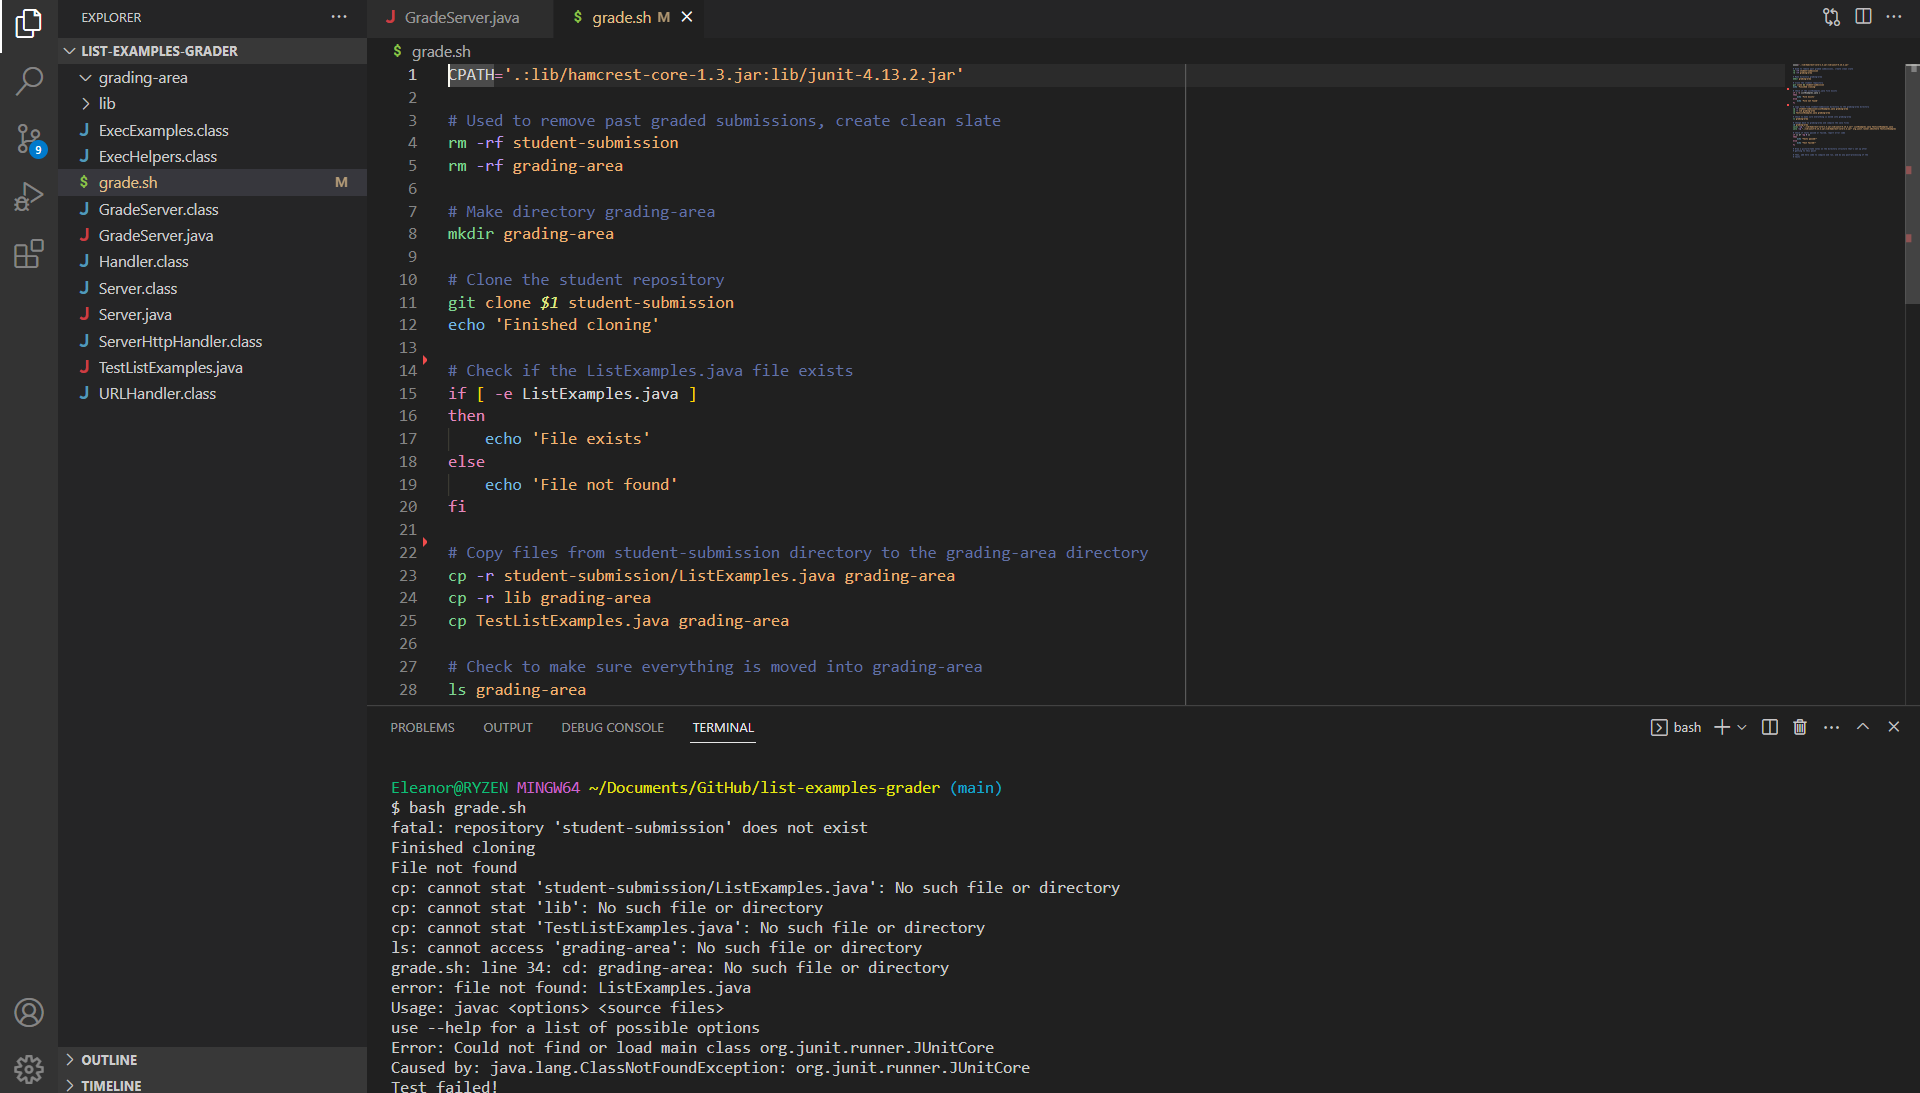 EXPLORER
LIST-EXAMPLES-GRADER
grading-area
lib
ExecExamples.class
ExecHelpers.class
grade.sh M
GradeServer.class
GradeServer.java
Handler.class
Server.class
Server.java
ServerHttpHandler.class
TestListExamples.java
URLHandler.class
OUTLINE
TIMELINE
9
GradeServer.java
grade.sh M
grade.sh
1 CPATH='.:lib/hamcrest-core-1.3.jar:lib/junit-4.13.2.jar'
2
3 # Used to remove past graded submissions, create clean slate
4 rm -rf student-submission
5 rm -rf grading-area
6
7 # Make directory grading-area
8 mkdir grading-area
9
10 # Clone the student repository
11 git clone $1 student-submission
12 echo 'Finished cloning'
13
14 # Check if the ListExamples.java file exists
15 if [ -e ListExamples.java ]
16 then
17 echo 'File exists'
18 else
19 echo 'File not found'
20 fi
21
22 # Copy files from student-submission directory to the grading-area directory
23 cp -r student-submission/ListExamples.java grading-area
24 cp -r lib grading-area
25 cp TestListExamples.java grading-area
26
27 # Check to make sure everything is moved into grading-area
28 ls grading-area
PROBLEMS OUTPUT DEBUG CONSOLE TERMINAL
bash
Eleanor@RYZEN MINGW64 ~/Documents/GitHub/list-examples-grader (main)
$ bash grade.sh
fatal: repository 'student-submission' does not exist
Finished cloning
File not found
cp: cannot stat 'student-submission/ListExamples.java': No such file or directory
cp: cannot stat 'lib': No such file or directory
cp: cannot stat 'TestListExamples.java': No such file or directory
ls: cannot access 'grading-area': No such file or directory
grade.sh: line 34: cd: grading-area: No such file or directory
error: file not found: ListExamples.java
Usage: javac <options> <source files>
use --help for a list of possible options
Error: Could not find or load main class org.junit.runner.JUnitCore
Caused by: java.lang.ClassNotFoundException: org.junit.runner.JUnitCore
Test failed!